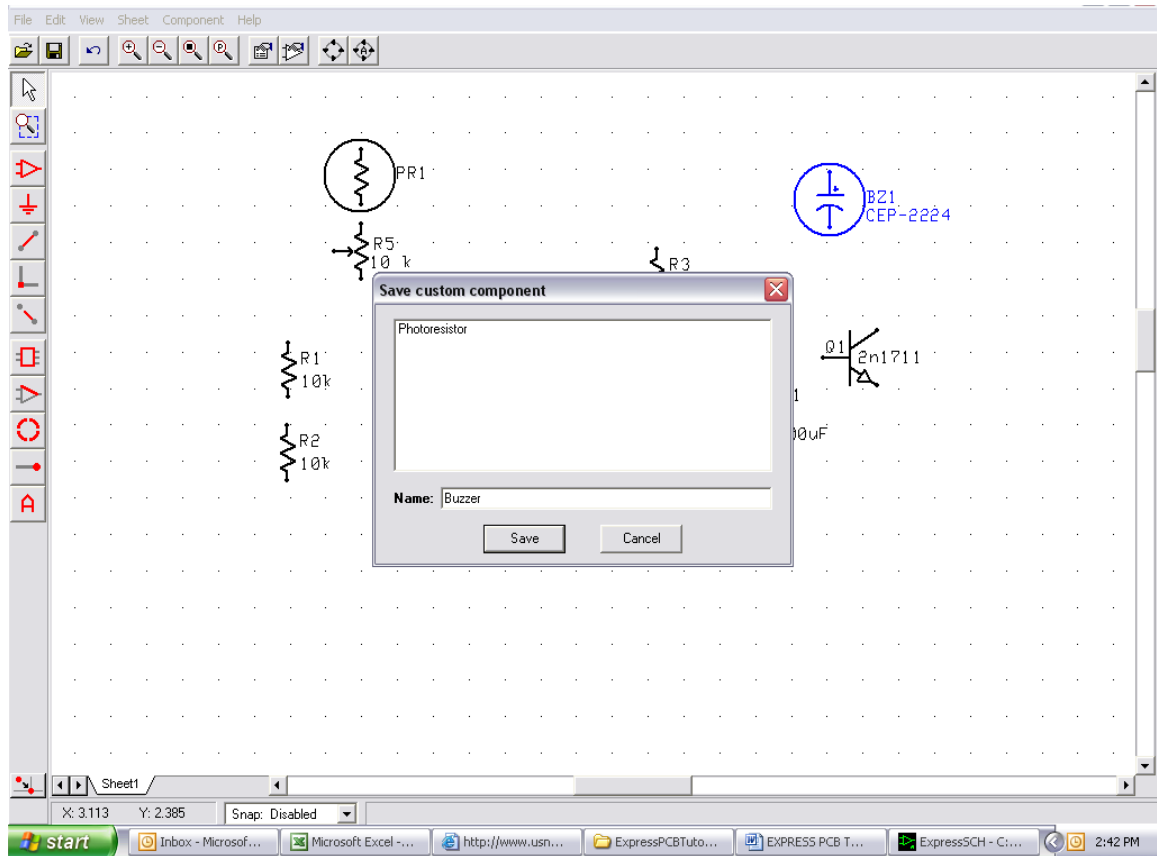 File Edit View Sheet Component Help
PR1
BZ1
CEP-2224
R5
10 k
R3
Save custom component
Photoresistor
Q1
2n1711
R1
10k
1
00uF
R2
10k
Name: Buzzer
A
Save Cancel
Sheet1
X: 3.113 Y: 2.385 Snap: Disabled
start Inbox - Microsof... Microsoft Excel -... http://www.usn... ExpressPCBTuto... EXPRESS PCB T... ExpressSCH - C:... 2:42 PM